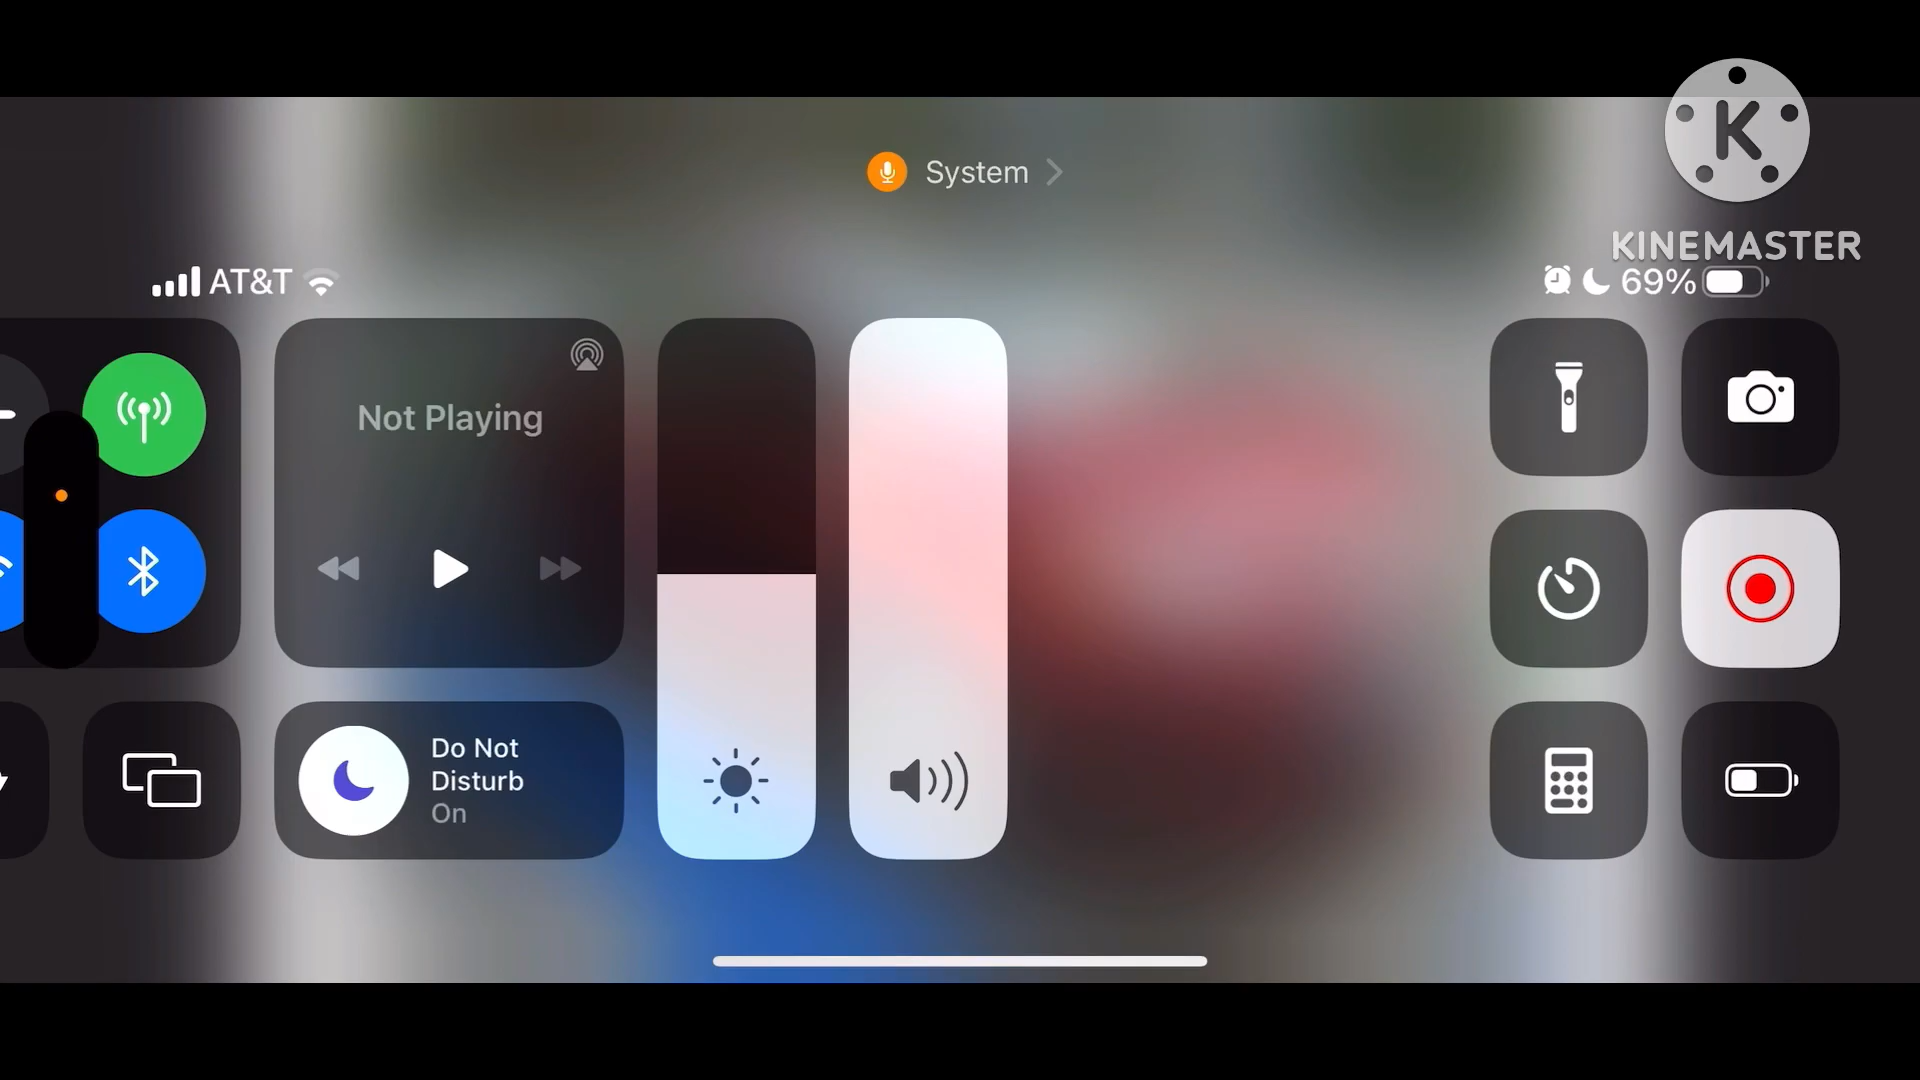 System
K
KINEMASTER
AT&T
69%
Not Playing
Do Not
Disturb
On